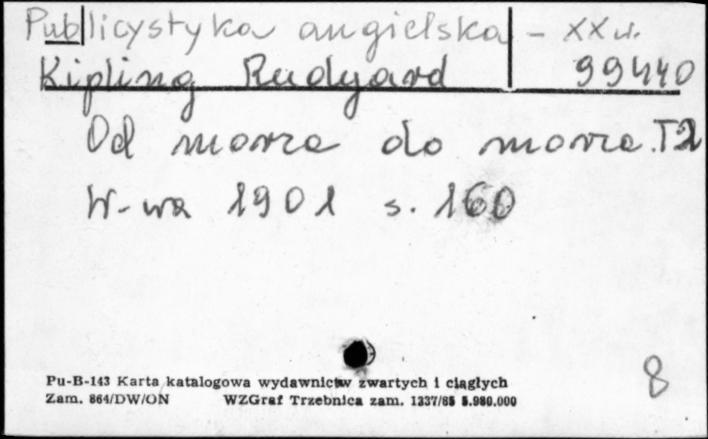 Publicystyka angielska - XX w.
Kipling Rudyard 99440
Od morza do morza. T2
W-wa 1901 s. 160
Pu-B-143 Karta katalogowa wydawnictw zwartych i ciągłych
Zam. 864/DW/ON WZGraf Trzebnica zam. 1337/85 5.980.000
8